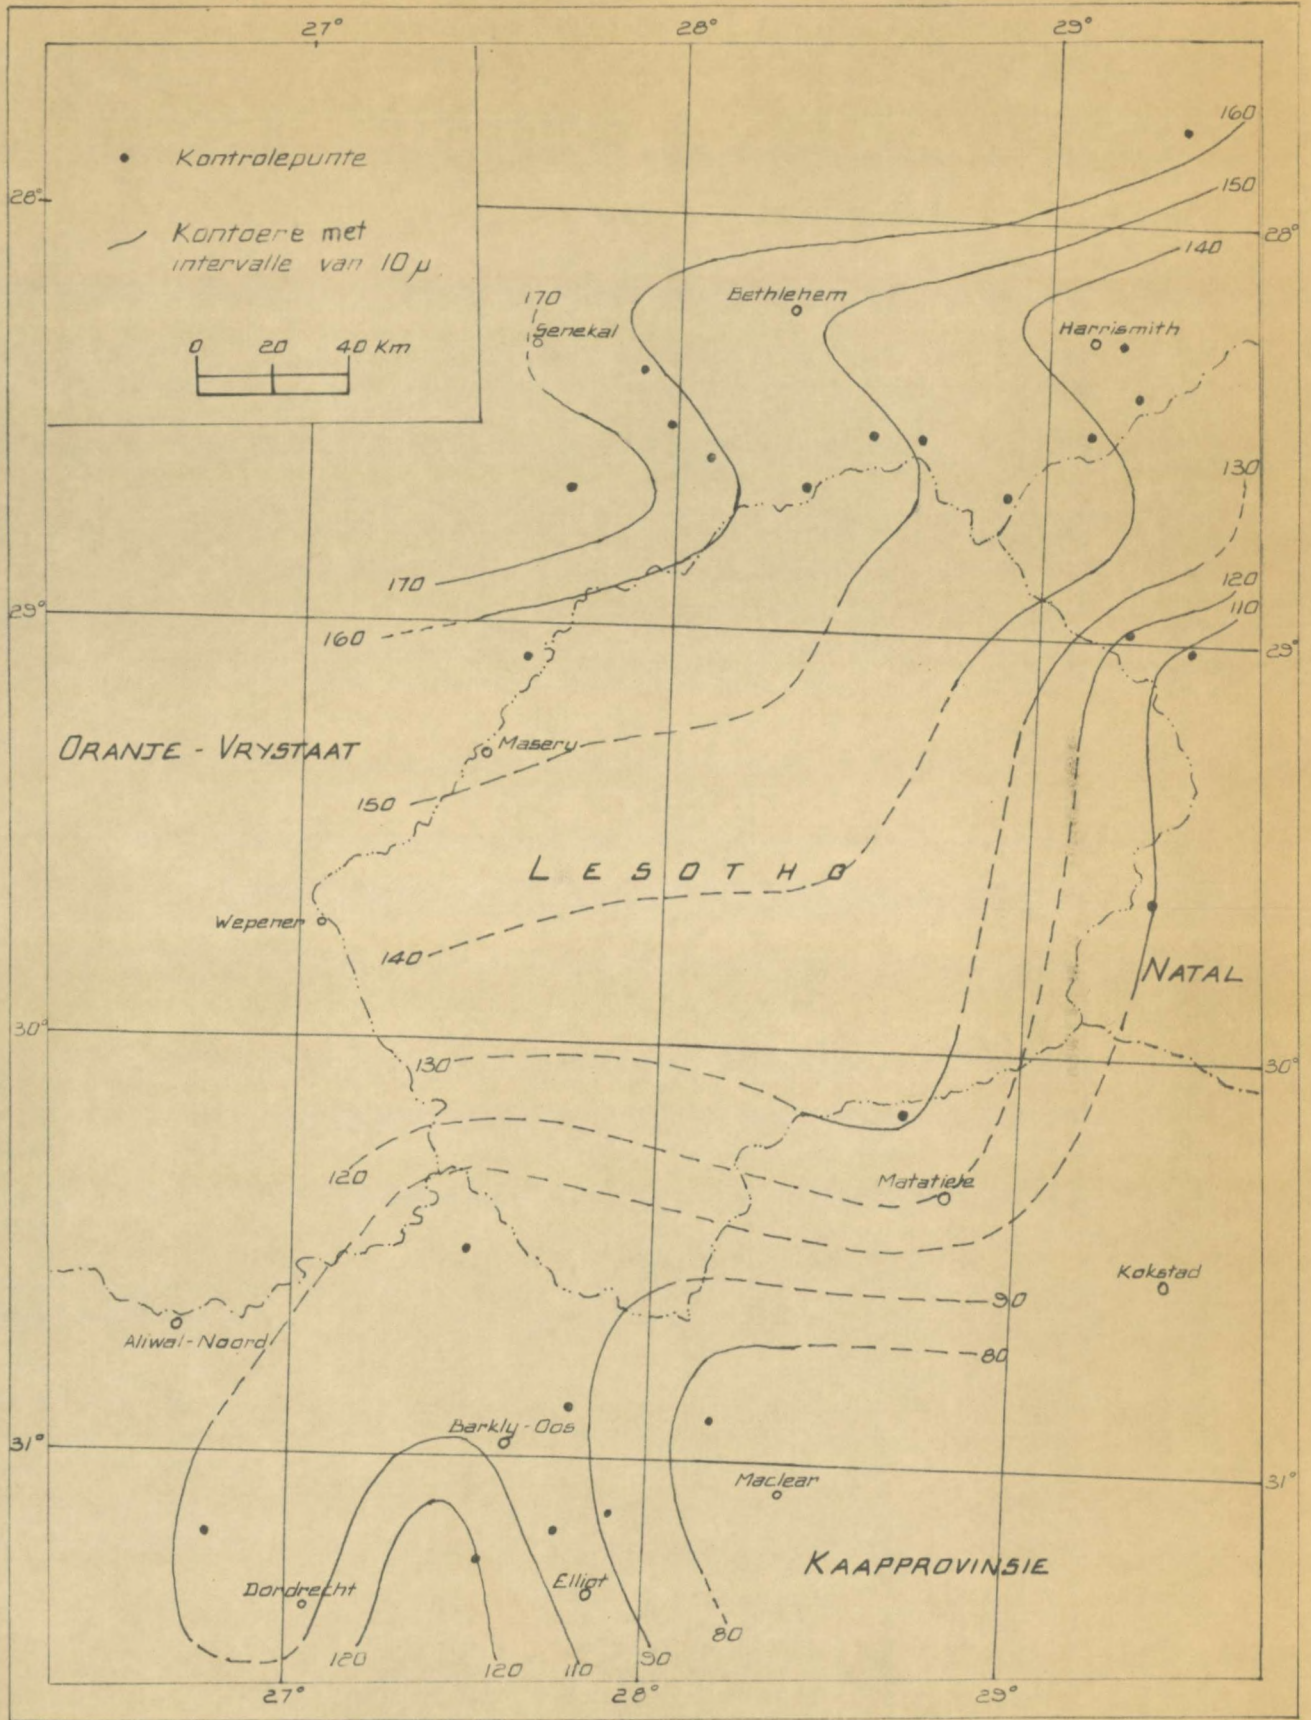 27°
28°
29°
160
Kontrolepunte
150
28°
28°
Kontoere met
140
intervalle van 10 µ
170
Bethlehem
Senekal
Harrismith
0 20 40 Km
130
170
120
110
29°
160
29°
ORANJE - VRYSTAAT
Maseru
150
LESOTHO
Wepener
140
NATAL
30°
130
30°
120
Matatiele
Kokstad
90
Aliwal-Noord
80
Barkly-Oos
31°
Maclear
31°
KAAPPROVINSIE
Dordrecht
Elliot
80
120
120
110
90
27°
28°
29°